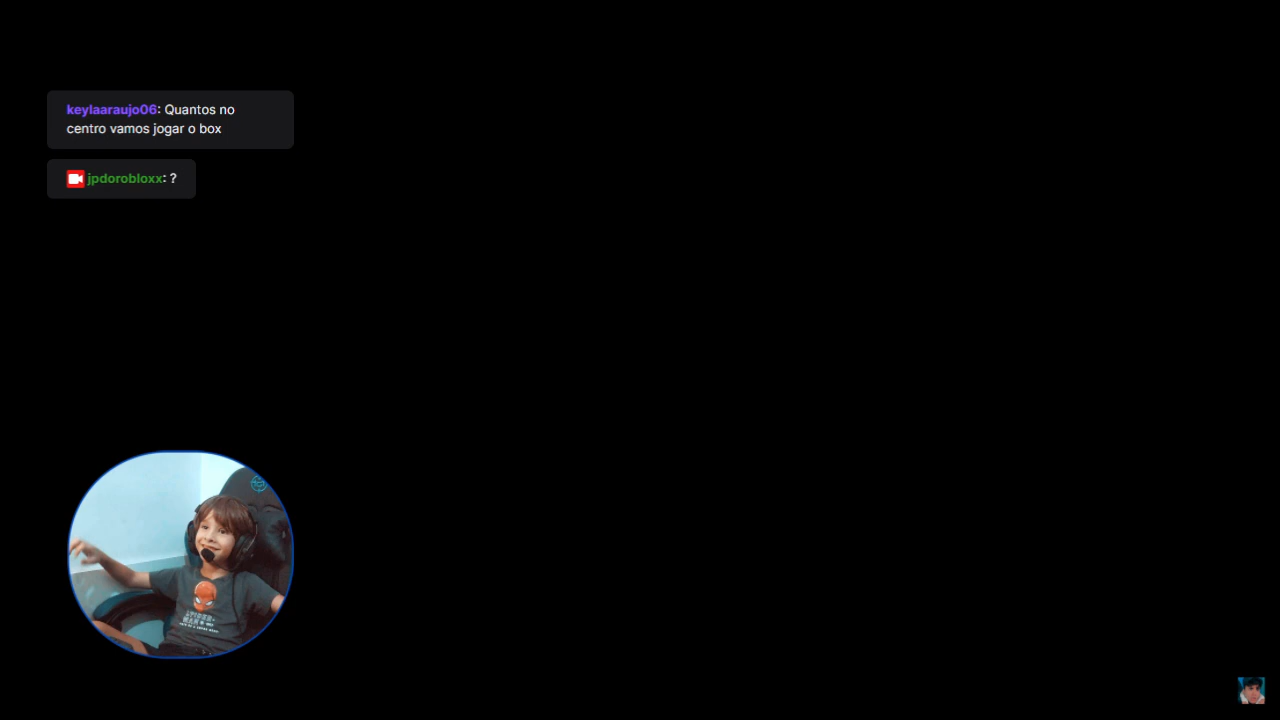 keylaaraujo06: Quantos no
centro vamos jogar o box
jpdorobloxx: ?